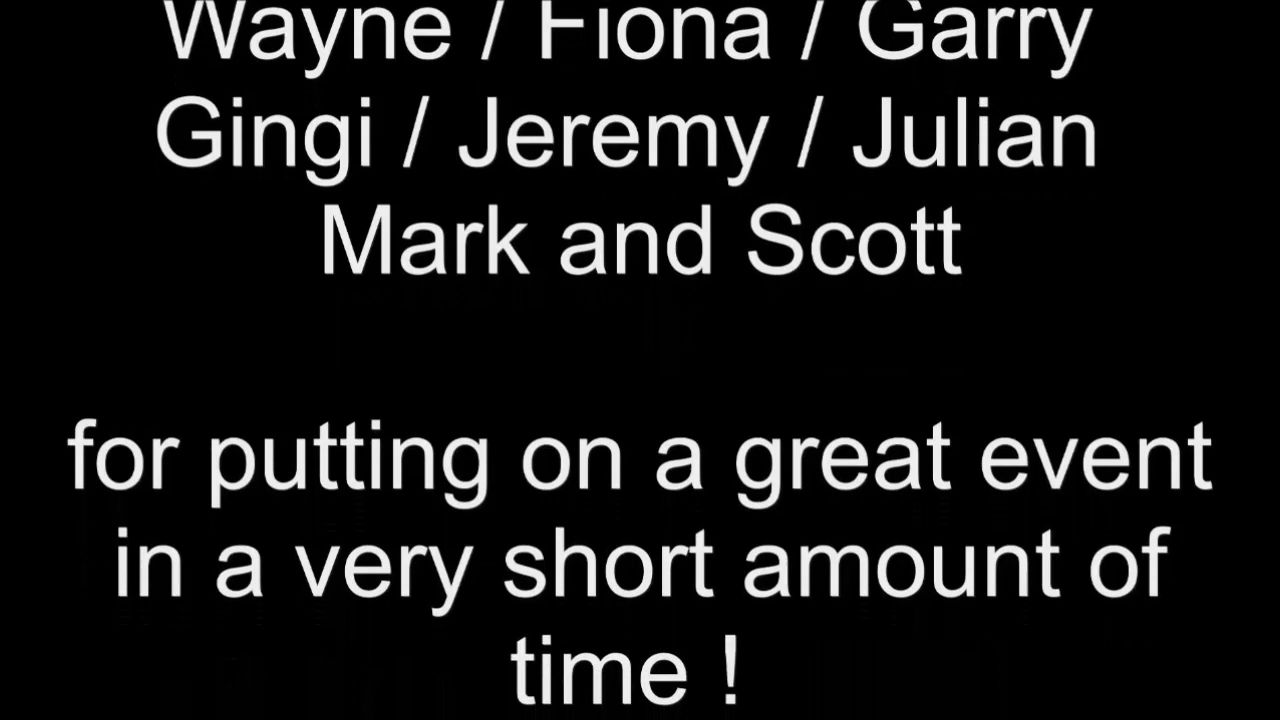 Wayne / Fiona / Garry
Gingi / Jeremy / Julian
Mark and Scott
for putting on a great event
in a very short amount of
time !